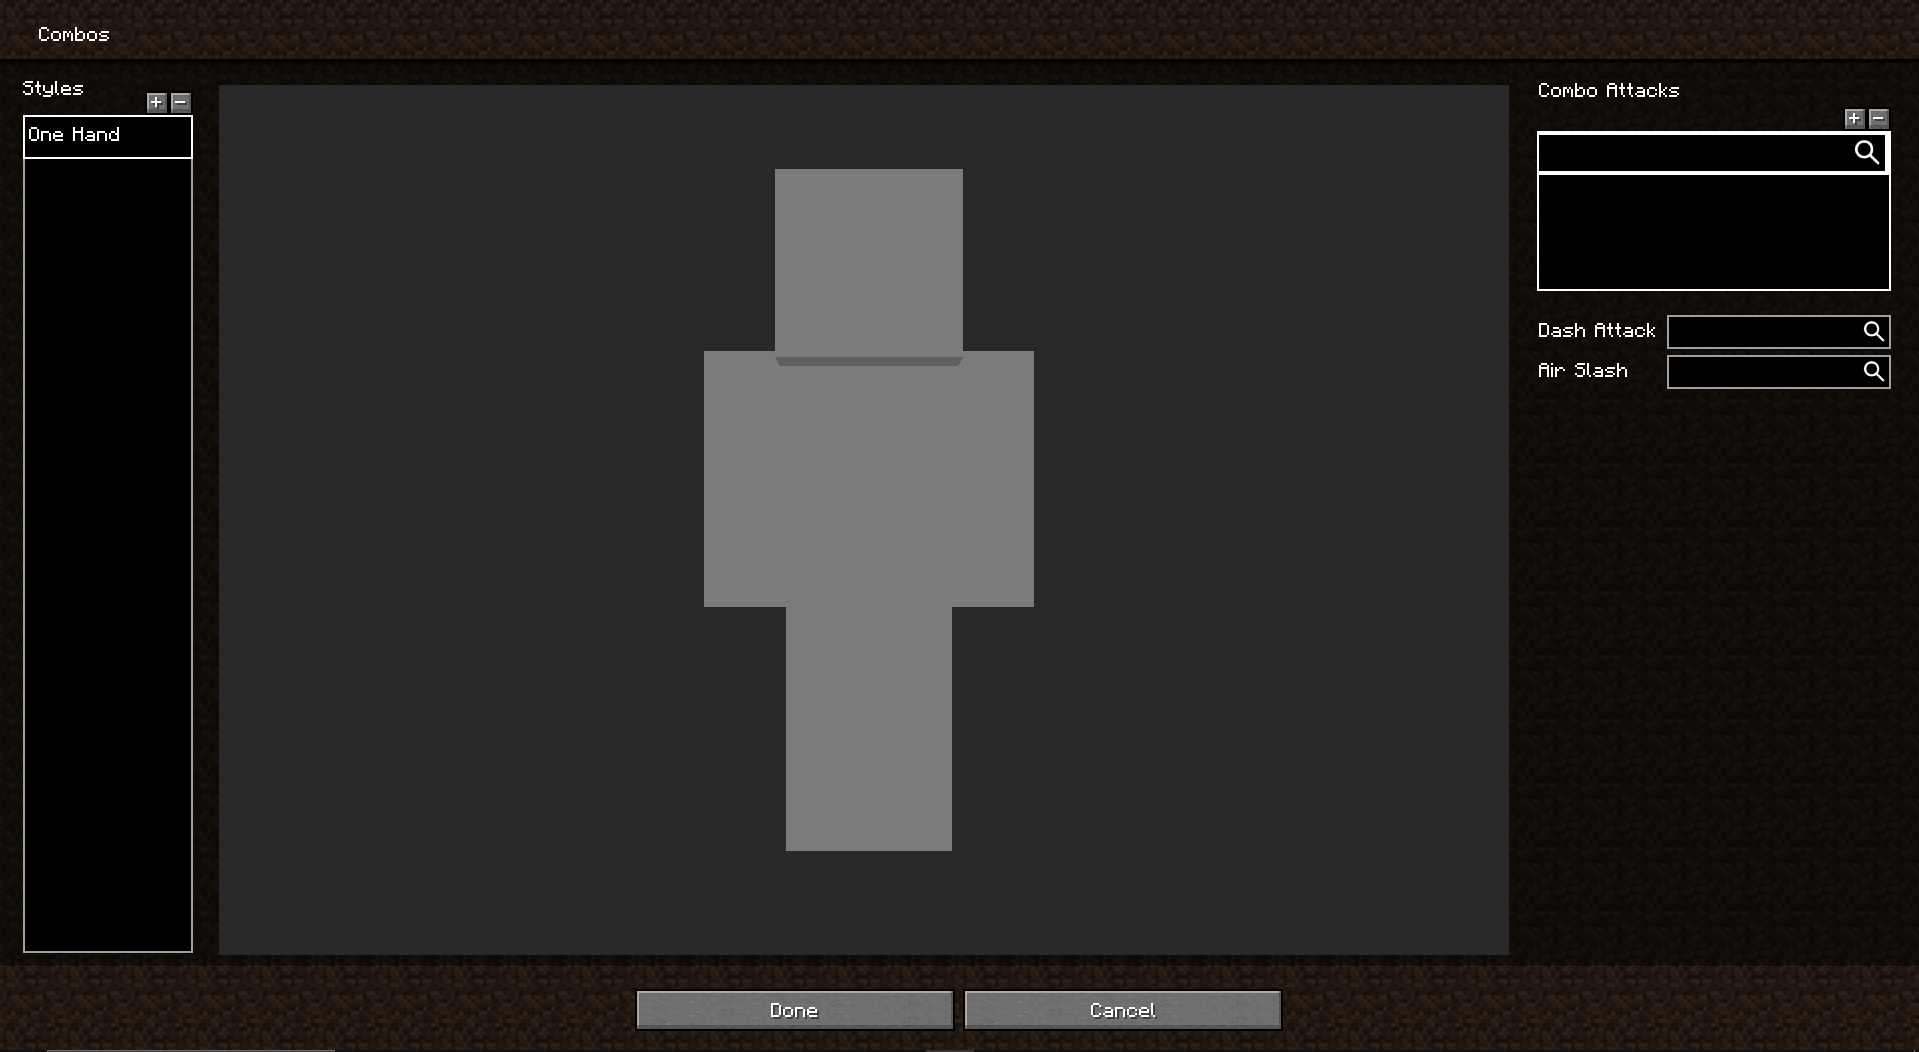 Combos
Styles
One Hand
Combo Attacks
Dash Attack
Air Slash
Done
Cancel